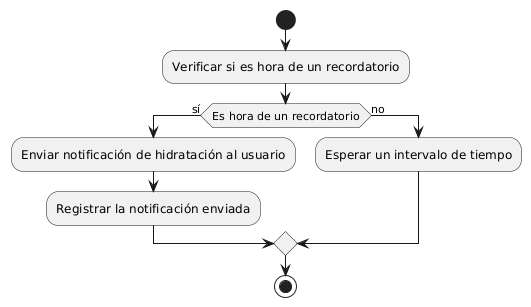 Verificar si es hora de un recordatorio
sí
Es hora de un recordatorio
no
Enviar notificación de hidratación al usuario
Esperar un intervalo de tiempo
Registrar la notificación enviada